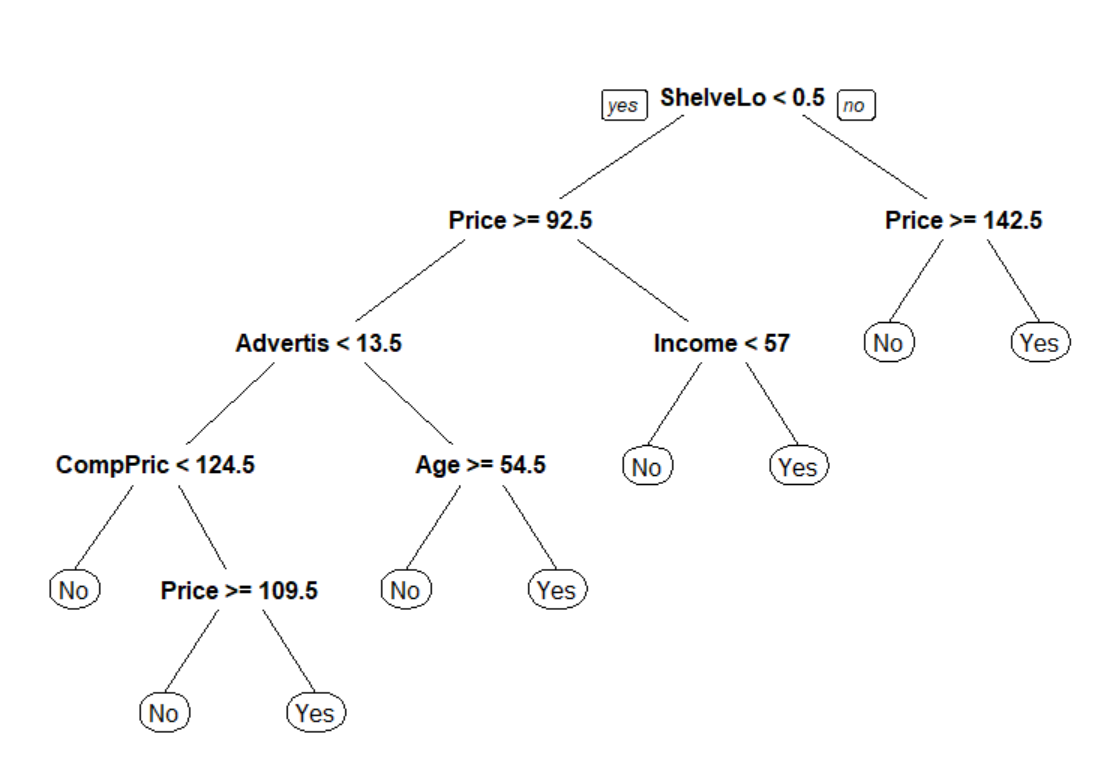 yes ShelveLo < 0.5 no
Price >= 92.5
Price >= 142.5
Advertis < 13.5
Income < 57
No
Yes
CompPric < 124.5
Age >= 54.5
No
Yes
No
Price >= 109.5
No
Yes
No
Yes